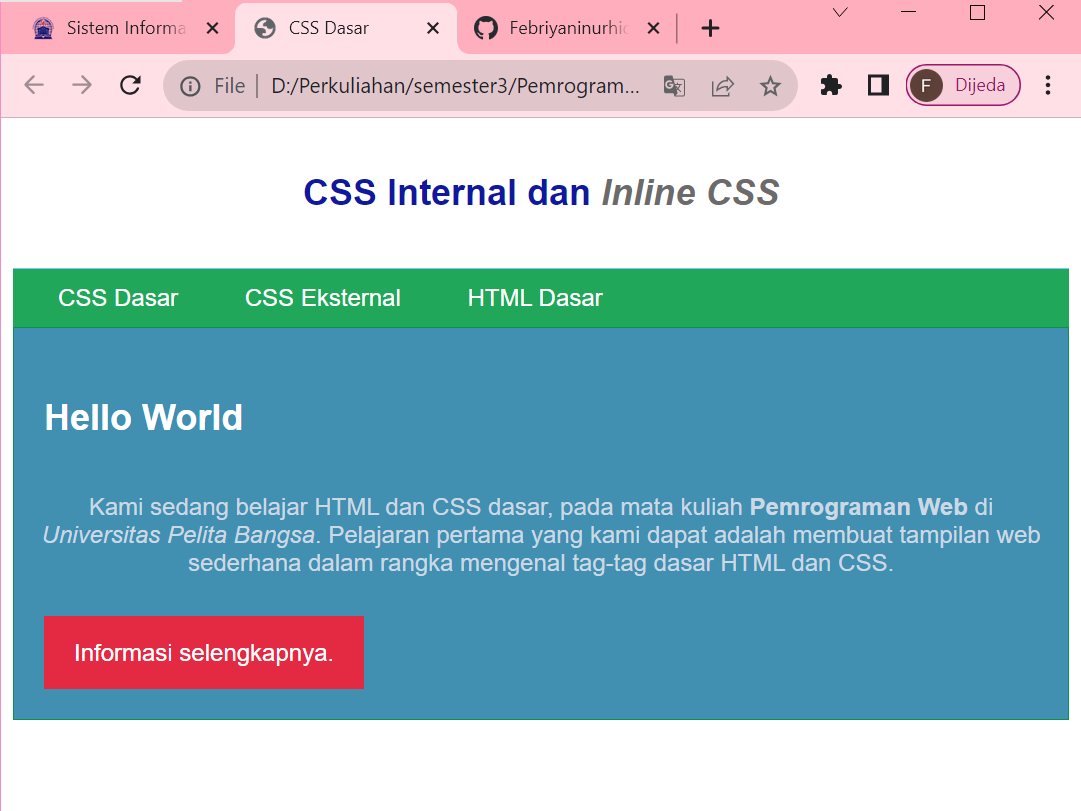 Sistem Informa
CSS Dasar
Febriyaninurhi
File
D:/Perkuliahan/semester3/Pemrogram...
F
Dijeda
CSS Internal dan Inline CSS
CSS Dasar
CSS Eksternal
HTML Dasar
Hello World
Kami sedang belajar HTML dan CSS dasar, pada mata kuliah Pemrograman Web di
Universitas Pelita Bangsa. Pelajaran pertama yang kami dapat adalah membuat tampilan web
sederhana dalam rangka mengenal tag-tag dasar HTML dan CSS.
Informasi selengkapnya.